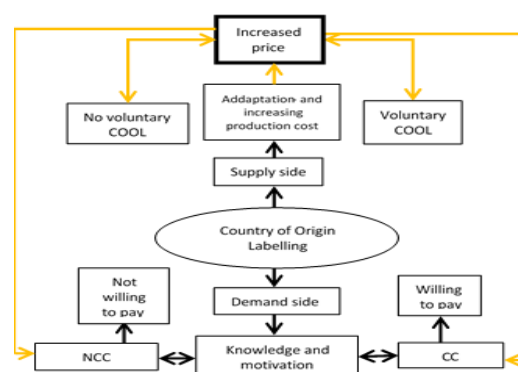 Increased
price
No voluntary
COOL
Addaptation and
increasing
production cost
Voluntary
COOL
Supply side
Country of Origin
Labelling
Not
willing
to pay
Demand side
Willing
to pay
NCC
Knowledge and
motivation
CC